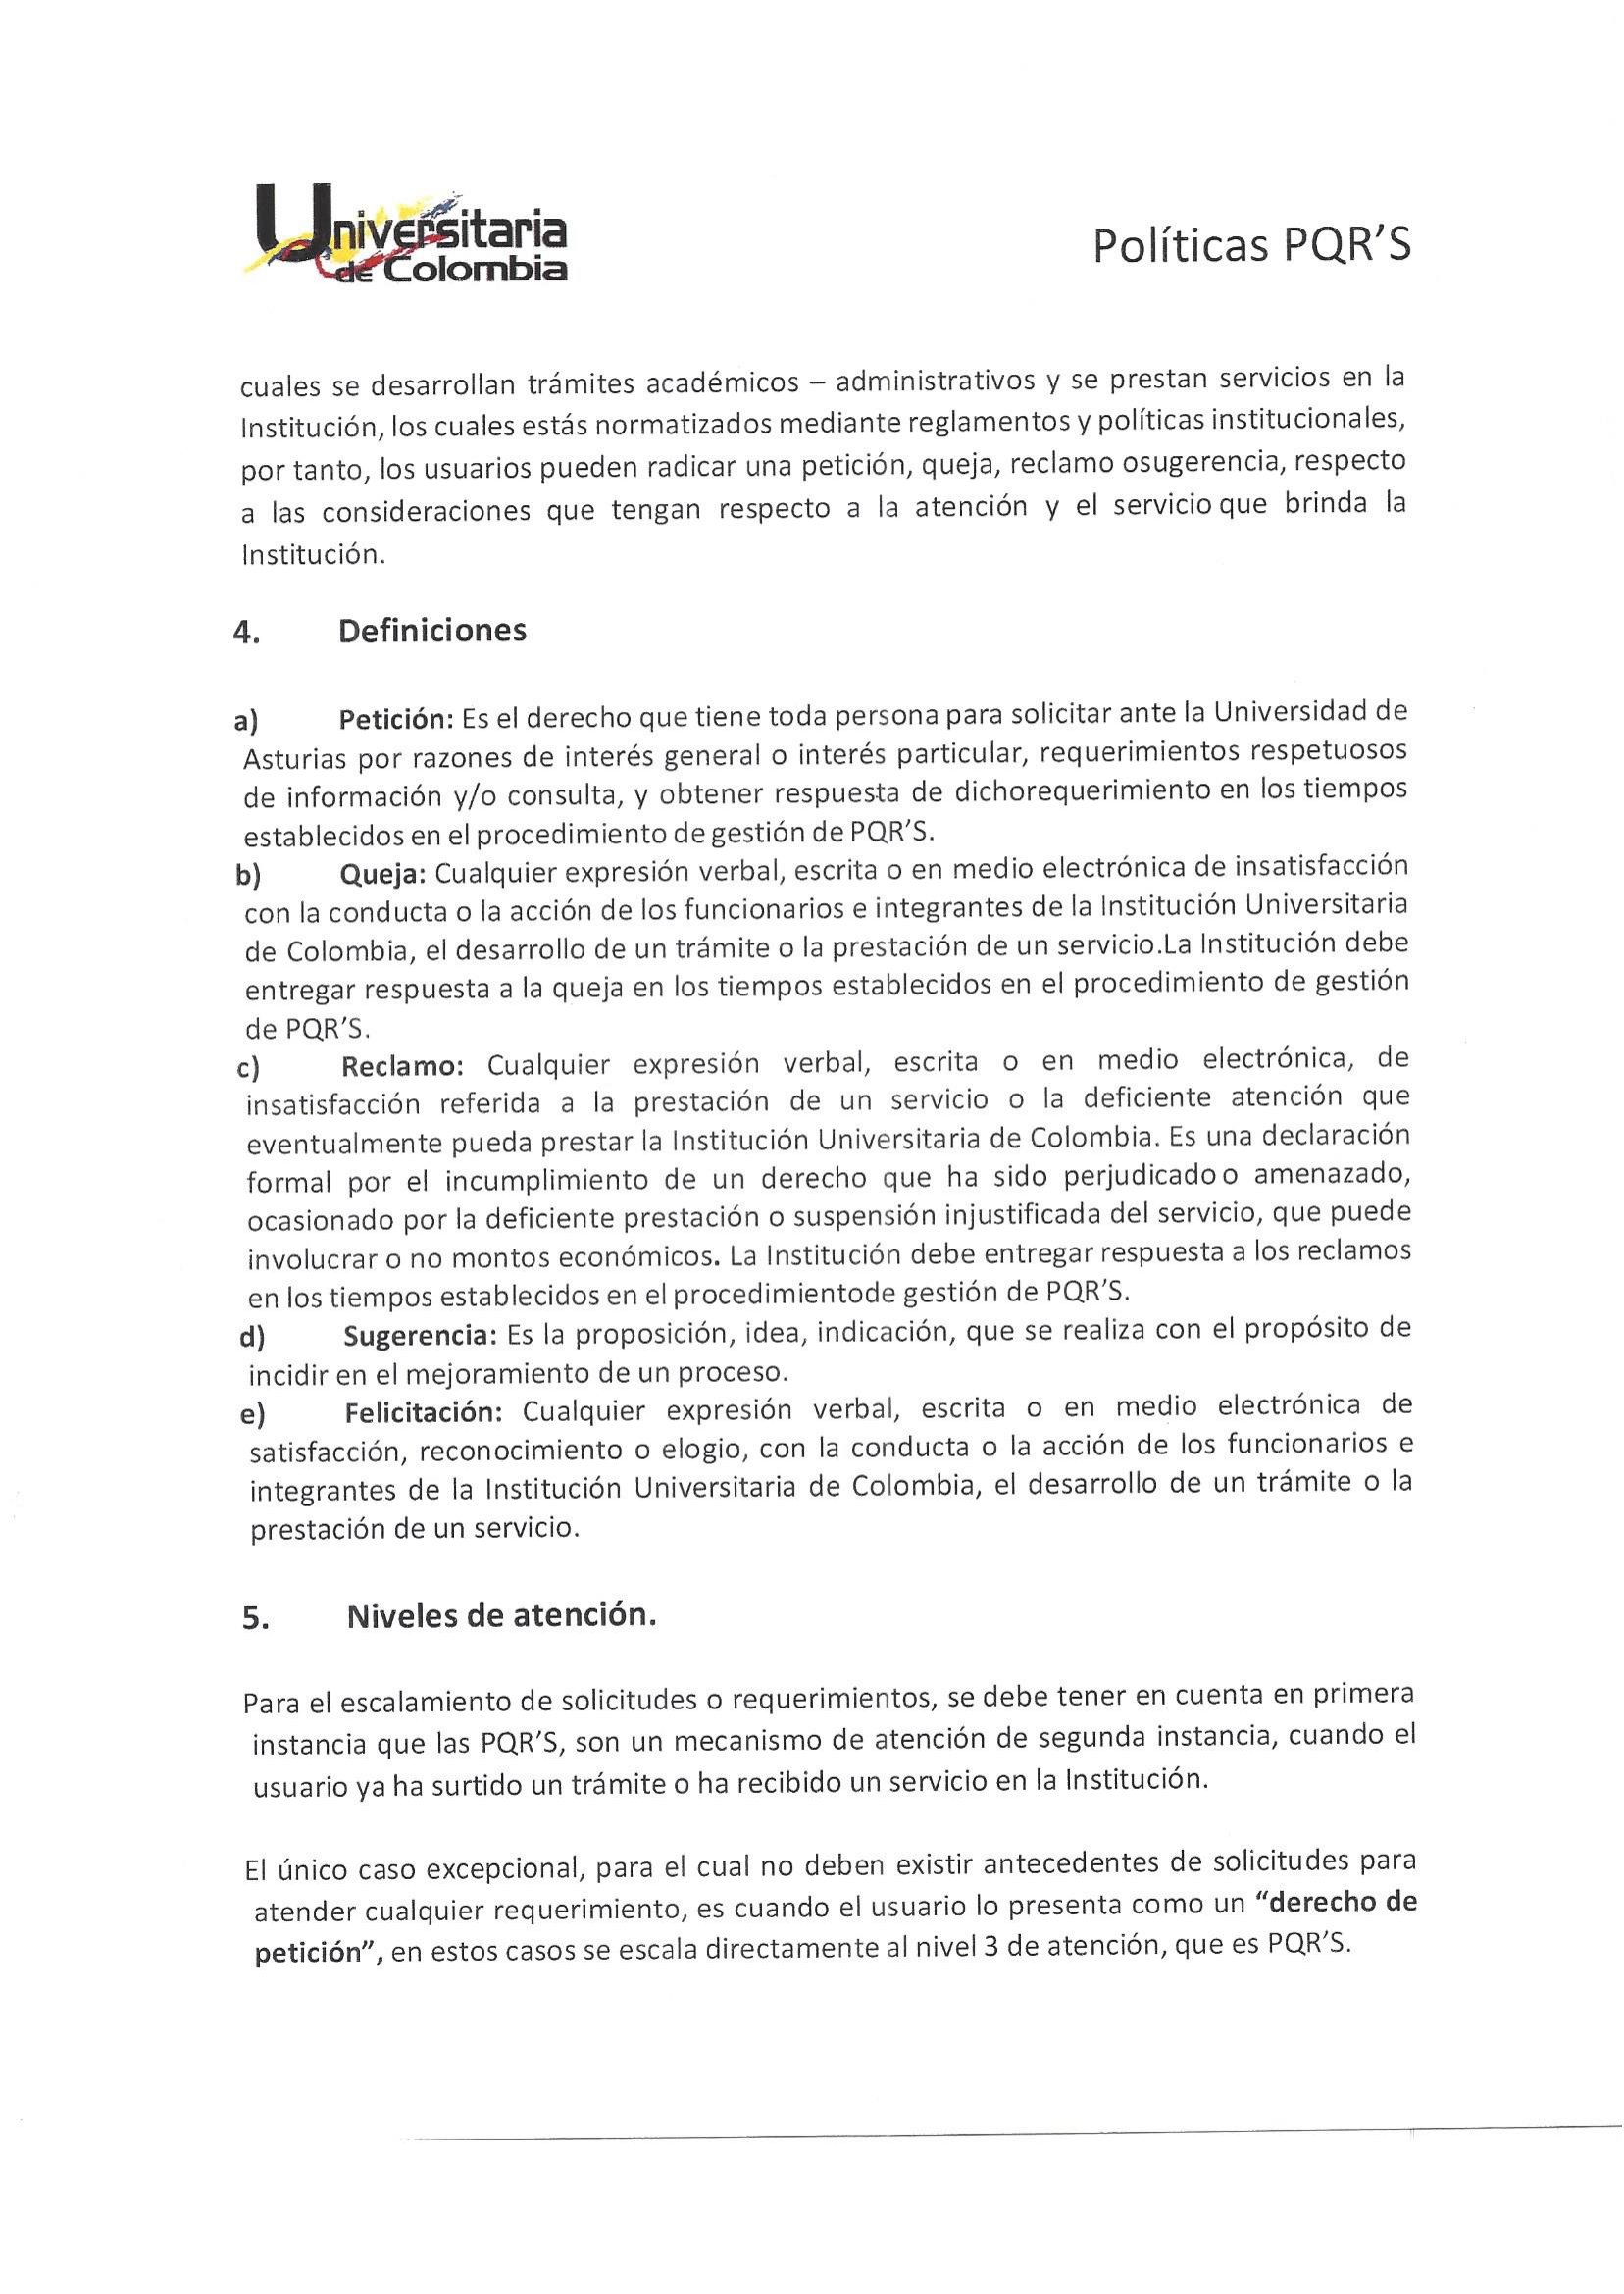 Universitaria
de Colombia
Políticas PQR'S
cuales se desarrollan trámites académicos – administrativos y se prestan servicios en la
Institución, los cuales estás normatizados mediante reglamentos y políticas institucionales,
por tanto, los usuarios pueden radicar una petición, queja, reclamo osugerencia, respecto
a las consideraciones que tengan respecto a la atención y el servicio que brinda la
Institución.
4. Definiciones
a) Petición: Es el derecho que tiene toda persona para solicitar ante la Universidad de
Asturias por razones de interés general o interés particular, requerimientos respetuosos
de información y/o consulta, y obtener respuesta de dichorequerimiento en los tiempos
establecidos en el procedimiento de gestión de PQR'S.
b) Queja: Cualquier expresión verbal, escrita o en medio electrónica de insatisfacción
con la conducta o la acción de los funcionarios e integrantes de la Institución Universitaria
de Colombia, el desarrollo de un trámite o la prestación de un servicio.La Institución debe
entregar respuesta a la queja en los tiempos establecidos en el procedimiento de gestión
de PQR'S.
c) Reclamo: Cualquier expresión verbal, escrita o en medio electrónica, de
insatisfacción referida a la prestación de un servicio o la deficiente atención que
eventualmente pueda prestar la Institución Universitaria de Colombia. Es una declaración
formal por el incumplimiento de un derecho que ha sido perjudicado o amenazado,
ocasionado por la deficiente prestación o suspensión injustificada del servicio, que puede
involucrar o no montos económicos. La Institución debe entregar respuesta a los reclamos
en los tiempos establecidos en el procedimientode gestión de PQR'S.
d) Sugerencia: Es la proposición, idea, indicación, que se realiza con el propósito de
incidir en el mejoramiento de un proceso.
e) Felicitación: Cualquier expresión verbal, escrita o en medio electrónica de
satisfacción, reconocimiento o elogio, con la conducta o la acción de los funcionarios e
integrantes de la Institución Universitaria de Colombia, el desarrollo de un trámite o la
prestación de un servicio.
5. Niveles de atención.
Para el escalamiento de solicitudes o requerimientos, se debe tener en cuenta en primera
instancia que las PQR'S, son un mecanismo de atención de segunda instancia, cuando el
usuario ya ha surtido un trámite o ha recibido un servicio en la Institución.
El único caso excepcional, para el cual no deben existir antecedentes de solicitudes para
atender cualquier requerimiento, es cuando el usuario lo presenta como un “derecho de
petición”, en estos casos se escala directamente al nivel 3 de atención, que es PQR'S.